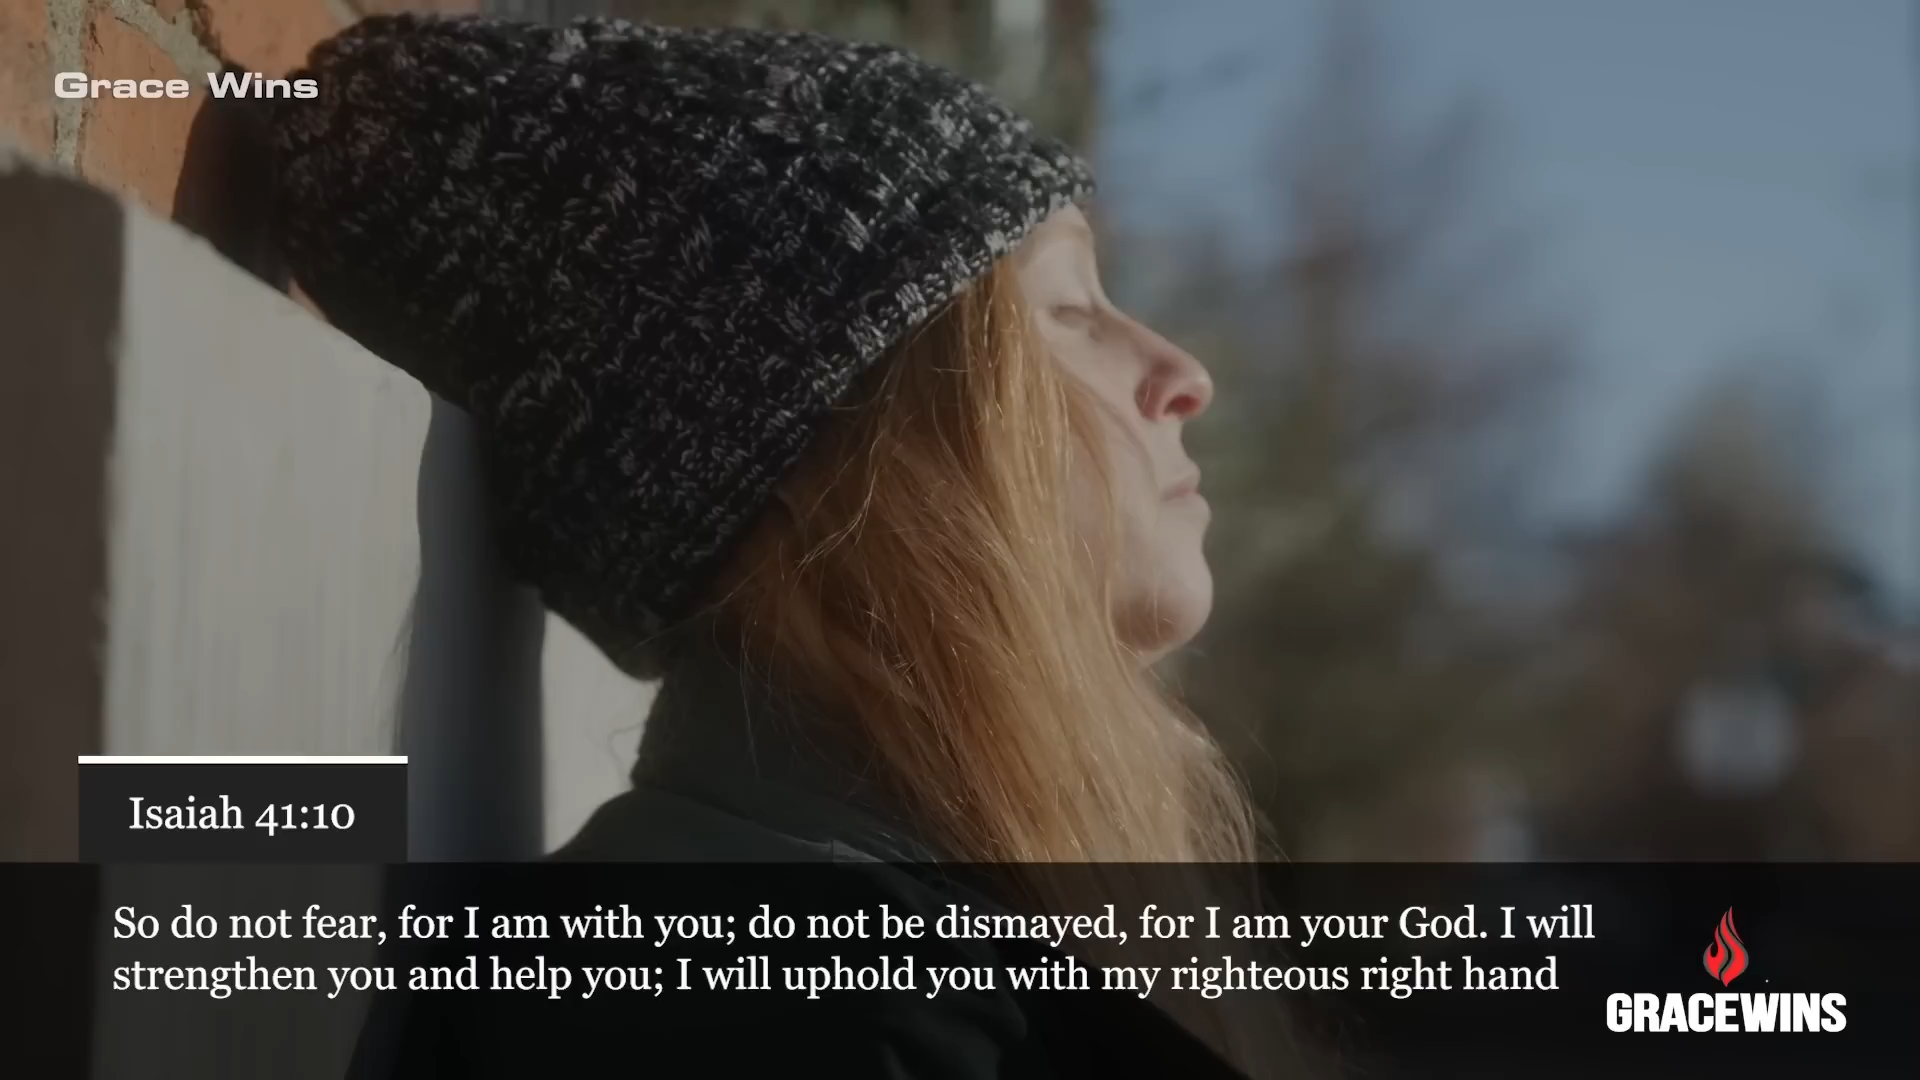 Grace Wins
Isaiah 41:10
So do not fear, for I am with you; do not be dismayed, for I am your God. I will
strengthen you and help you; I will uphold you with my righteous right hand
GRACEWINS